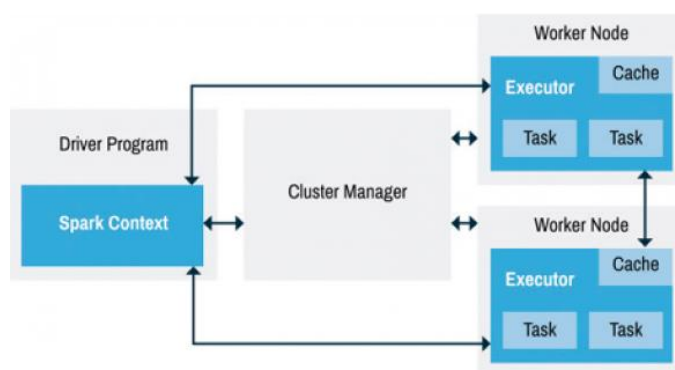 Worker Node
Cache
Executor
Task Task
Driver Program
Spark Context
Cluster Manager
Worker Node
Cache
Executor
Task Task